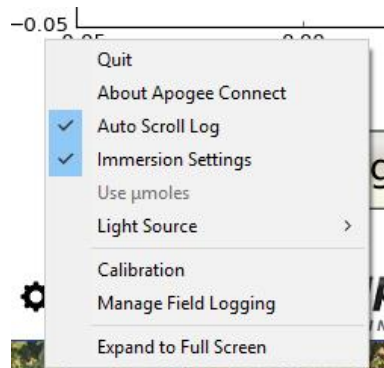 -0.05
Quit
About Apogee Connect
Auto Scroll Log
Immersion Settings
Use µmoles
Light Source
Calibration
Manage Field Logging
Expand to Full Screen